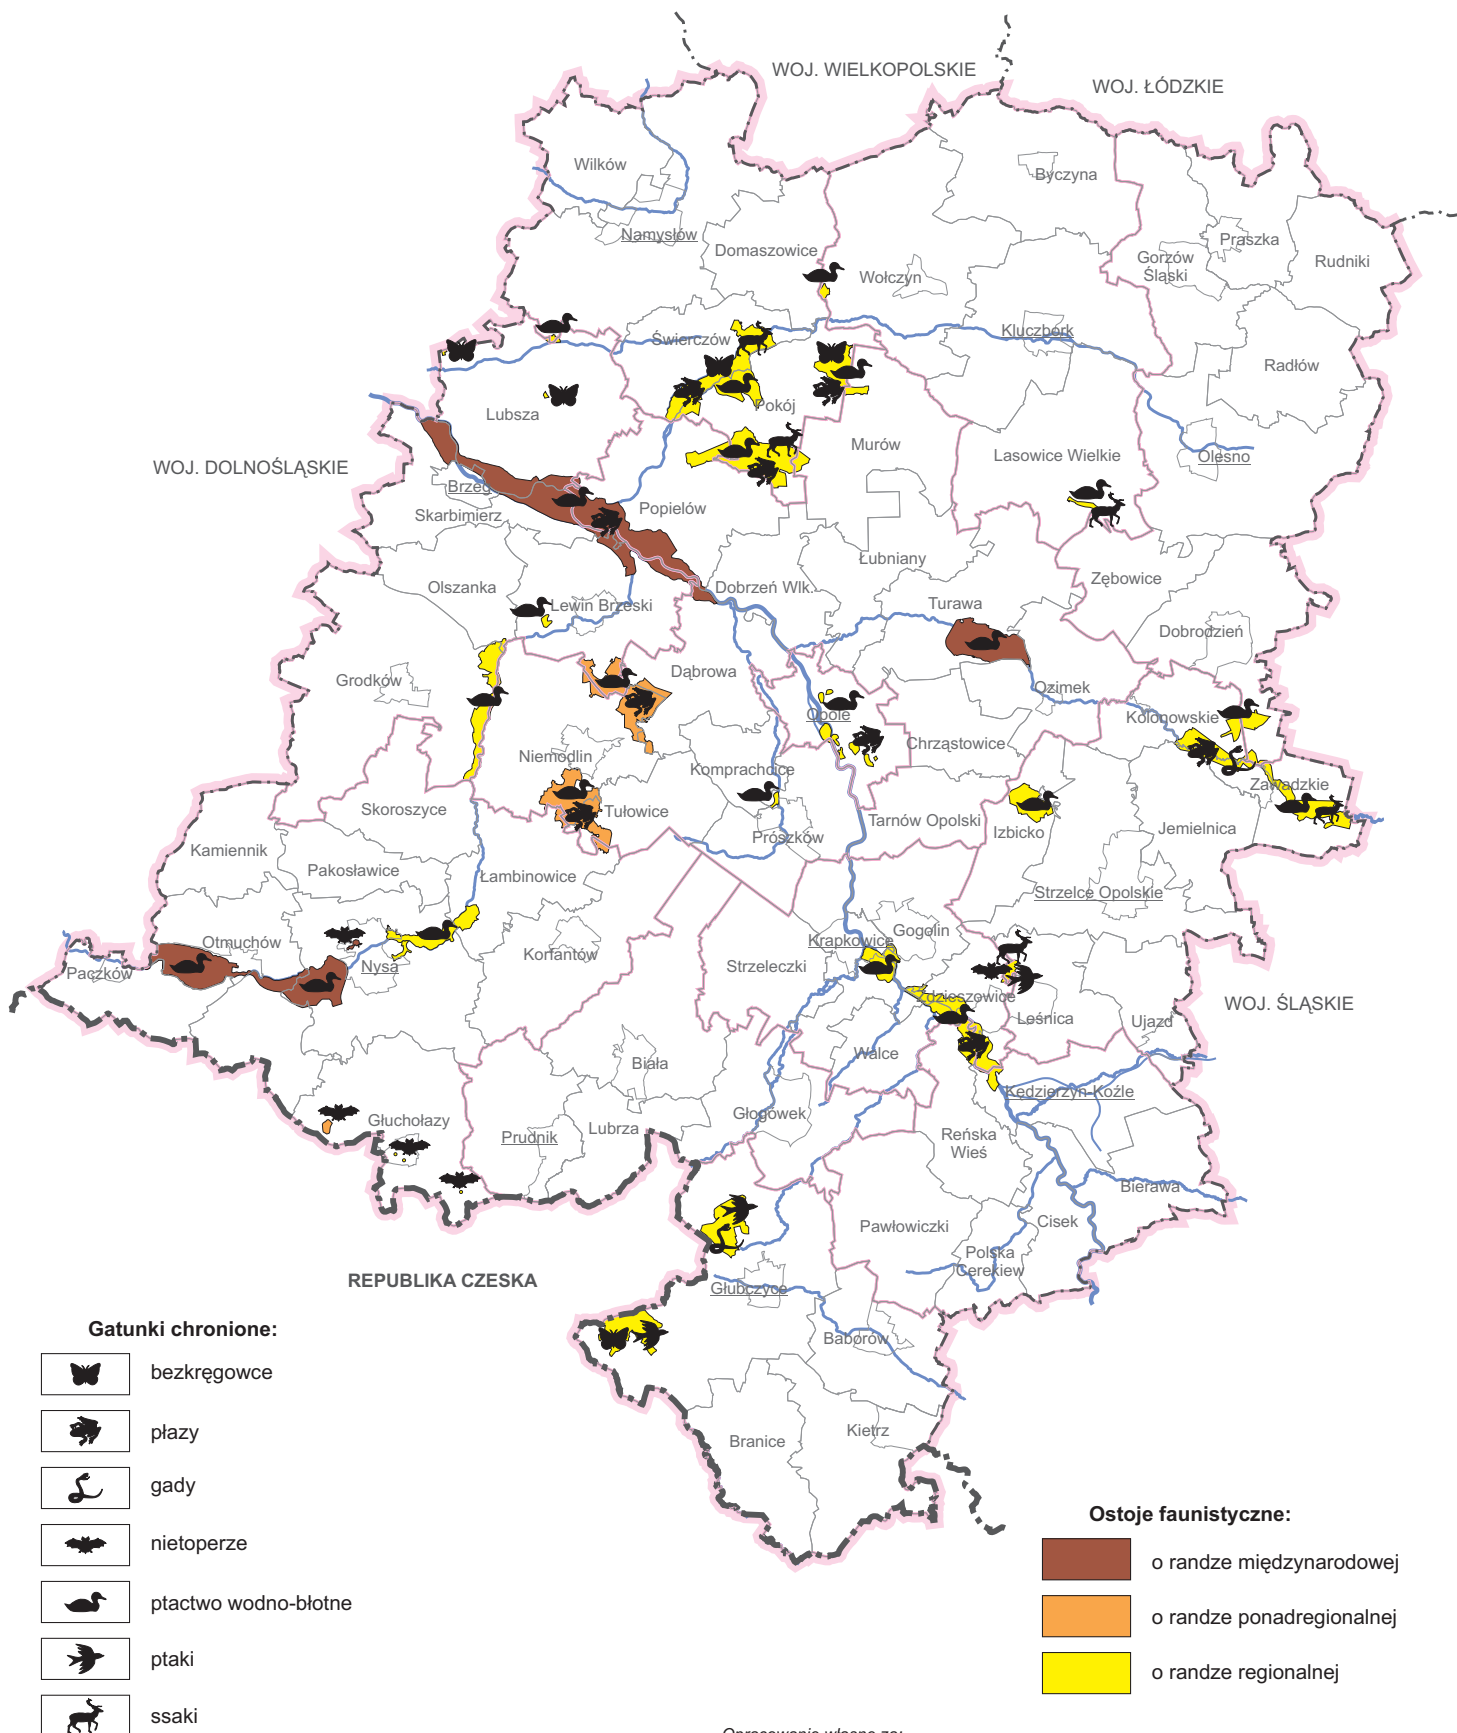 WOJ. WIELKOPOLSKIE
WOJ. ŁÓDZKIE
Wilków
Byczyna
Namysłów
Domaszowice
Wołczyn
Gorzów
Śląski
Praszka
Rudniki
Świerczów
Kluczbork
Radłów
Lubsza
Pokój
Murów
Lasowice Wielkie
Olesno
WOJ. DOLNOŚLĄSKIE
Brzeg
Skarbimierz
Popielów
Łubniany
Zębowice
Olszanka
Lewin Brzeski
Dobrzeń Wlk.
Turawa
Dobrodzień
Grodków
Dąbrowa
Ozimek
Opole
Kolonowskie
Niemodlin
Chrząstowice
Komprachcice
Zawadzkie
Skoroszyce
Tułowice
Prószków
Tarnów Opolski
Izbicko
Jemielnica
Kamiennik
Pakosławice
Łambinowice
Strzelce Opolskie
Otmuchów
Korfantów
Krapkowice
Gogolin
Paczków
Nysa
Strzeleczki
Zdzieszowice
Leśnica
Ujazd
WOJ. ŚLĄSKIE
Walce
Biała
Kędzierzyn-Koźle
Głuchołazy
Prudnik
Lubrza
Głogówek
Reńska
Wieś
Bierawa
Pawłowiczki
Cisek
Polska
Cerekiew
REPUBLIKA CZESKA
Głubczyce
Baborów
Branice
Kietrz
Gatunki chronione:
bezkręgowce
płazy
gady
nietoperze
ptactwo wodno-błotne
ptaki
ssaki
Ostoje faunistyczne:
o randze międzynarodowej
o randze ponadregionalnej
o randze regionalnej
Opracowanie własne za: